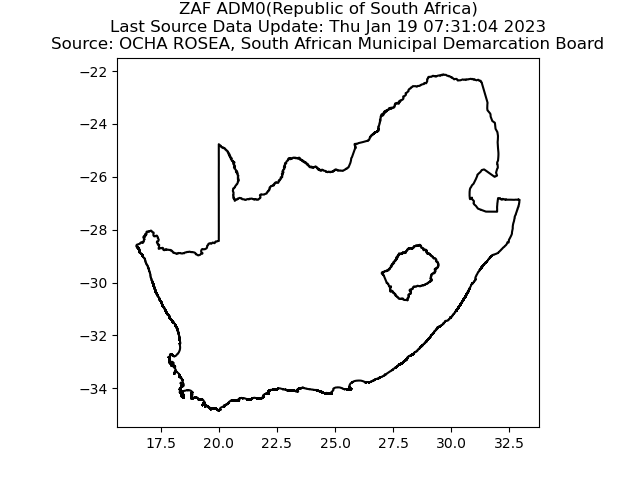 ZAF ADM0(Republic of South Africa)
Last Source Data Update: Thu Jan 19 07:31:04 2023
Source: OCHA ROSEA, South African Municipal Demarcation Board
−22
−24
−26
−28
−30
−32
−34
17.5 20.0 22.5 25.0 27.5 30.0 32.5